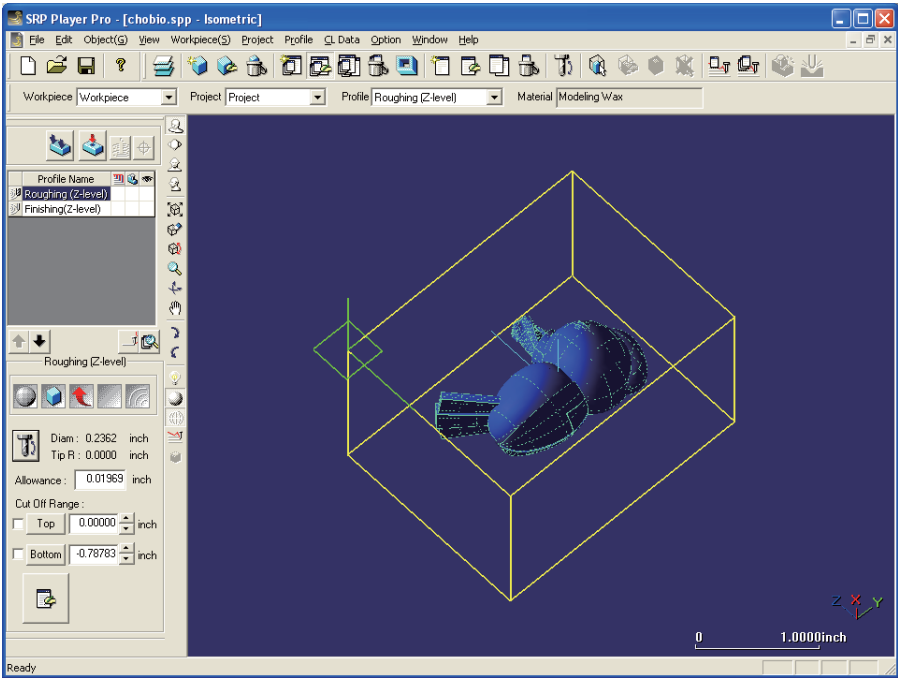 SRP Player Pro - [chobio.spp - Isometric]
File Edit Object(G) View Workpiece(S) Project Profile CL Data Option Window Help
Workpiece Workpiece Project Project Profile Roughing (Z-level) Material Modeling Wax
Profile Name
Roughing (Z-level)
Finishing(Z-level)
Roughing (Z-level)
Diam : 0.2362 inch
Tip R : 0.0000 inch
Allowance : 0.01969 inch
Cut Off Range :
Top 0.00000 inch
Bottom -0.78783 inch
Z X Y
0 1.0000inch
Ready